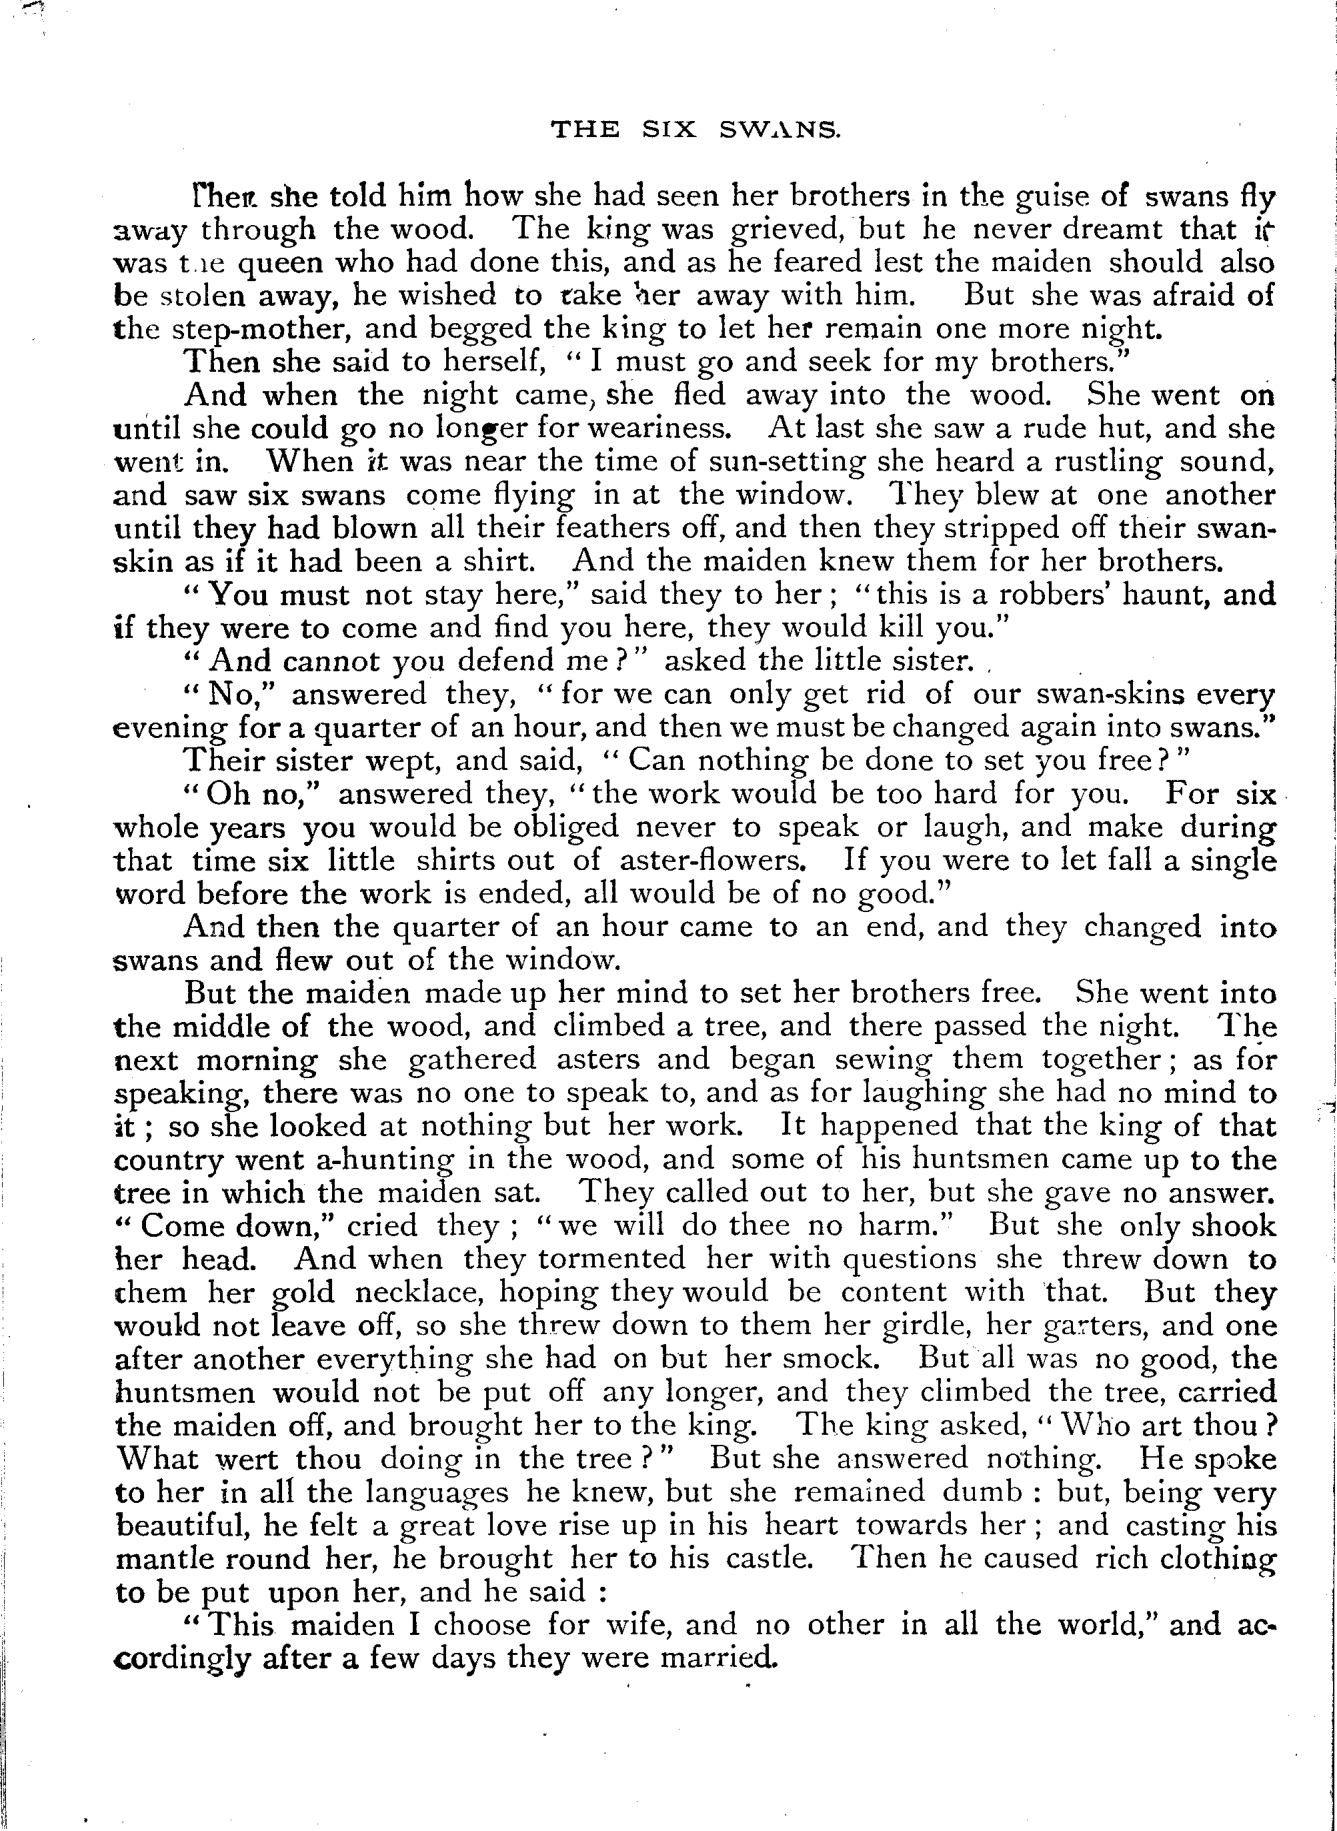 THE SIX SWANS.
Then she told him how she had seen her brothers in the guise of swans fly
away through the wood. The king was grieved, but he never dreamt that it
was the queen who had done this, and as he feared lest the maiden should also
be stolen away, he wished to take her away with him. But she was afraid of
the step-mother, and begged the king to let her remain one more night.
Then she said to herself, “I must go and seek for my brothers.”
And when the night came, she fled away into the wood. She went on
until she could go no longer for weariness. At last she saw a rude hut, and she
went in. When it was near the time of sun-setting she heard a rustling sound,
and saw six swans come flying in at the window. They blew at one another
until they had blown all their feathers off, and then they stripped off their swan-
skin as if it had been a shirt. And the maiden knew them for her brothers.
“You must not stay here,” said they to her; “this is a robbers’ haunt, and
if they were to come and find you here, they would kill you.”
“And cannot you defend me?” asked the little sister.
“No,” answered they, “for we can only get rid of our swan-skins every
evening for a quarter of an hour, and then we must be changed again into swans.”
Their sister wept, and said, “Can nothing be done to set you free?”
“Oh no,” answered they, “the work would be too hard for you. For six
whole years you would be obliged never to speak or laugh, and make during
that time six little shirts out of aster-flowers. If you were to let fall a single
word before the work is ended, all would be of no good.”
And then the quarter of an hour came to an end, and they changed into
swans and flew out of the window.
But the maiden made up her mind to set her brothers free. She went into
the middle of the wood, and climbed a tree, and there passed the night. The
next morning she gathered asters and began sewing them together; as for
speaking, there was no one to speak to, and as for laughing she had no mind to
it; so she looked at nothing but her work. It happened that the king of that
country went a-hunting in the wood, and some of his huntsmen came up to the
tree in which the maiden sat. They called out to her, but she gave no answer.
“Come down,” cried they; “we will do thee no harm.” But she only shook
her head. And when they tormented her with questions she threw down to
them her gold necklace, hoping they would be content with that. But they
would not leave off, so she threw down to them her girdle, her garters, and one
after another everything she had on but her smock. But all was no good, the
huntsmen would not be put off any longer, and they climbed the tree, carried
the maiden off, and brought her to the king. The king asked, “Who art thou?
What wert thou doing in the tree?” But she answered nothing. He spoke
to her in all the languages he knew, but she remained dumb: but, being very
beautiful, he felt a great love rise up in his heart towards her; and casting his
mantle round her, he brought her to his castle. Then he caused rich clothing
to be put upon her, and he said:
“This maiden I choose for wife, and no other in all the world,” and ac-
cordingly after a few days they were married.